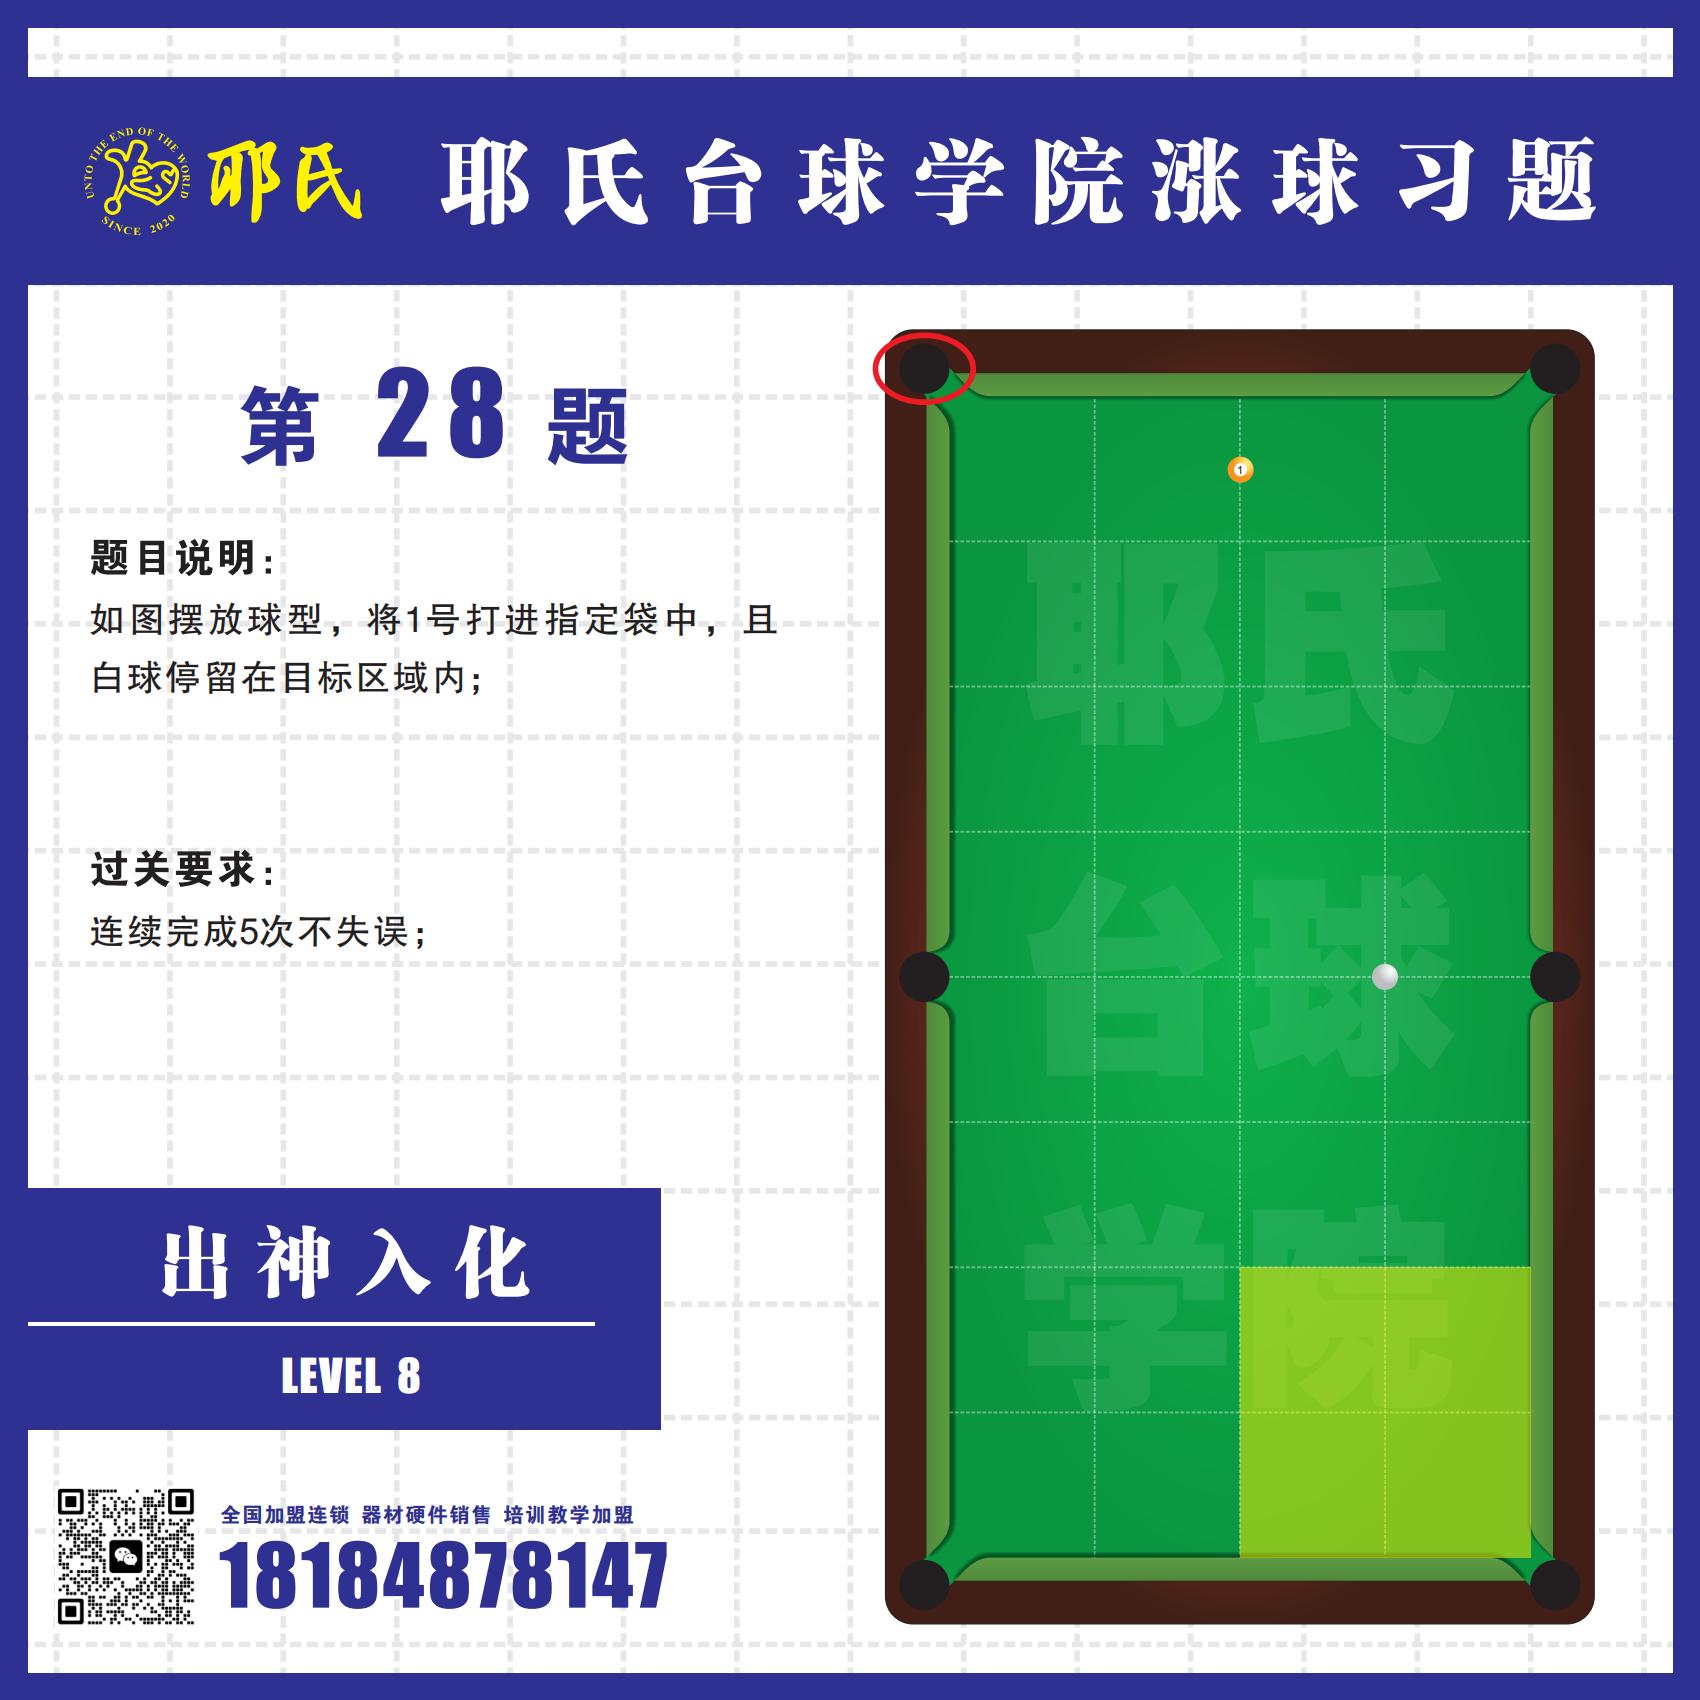 UNTO THE END OF THE WORLD
SINCE 2020
耶氏
耶氏台球学院涨球习题
第 28 题
题目说明：
如图摆放球型，将1号打进指定袋中，且
白球停留在目标区域内；
过关要求：
连续完成5次不失误；
出神入化
LEVEL 8
全国加盟连锁 器材硬件销售 培训教学加盟
18184878147
1
耶氏
台球
学院